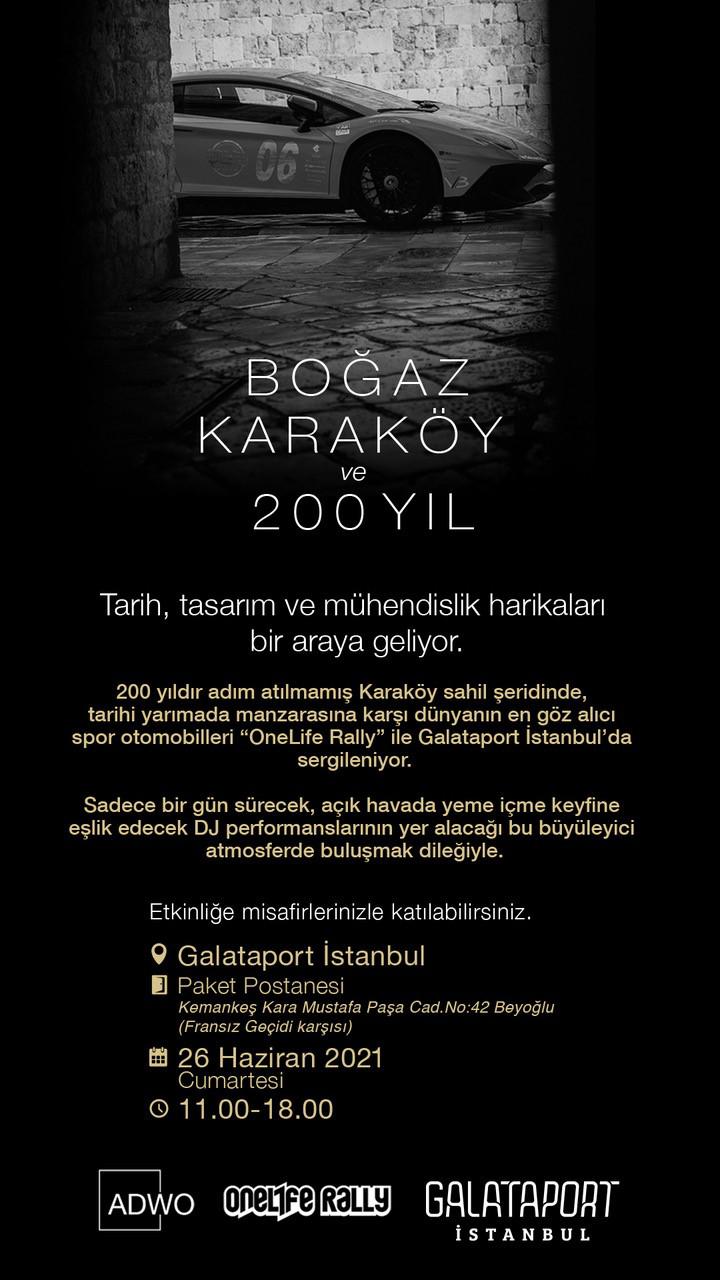 06
BOĞAZ
KARAKÖY
ve
200 YIL
Tarih, tasarım ve mühendislik harikaları
bir araya geliyor.
200 yıldır adım atılmamış Karaköy sahil şeridinde,
tarihi yarımada manzarasına karşı dünyanın en göz alıcı
spor otomobilleri “OneLife Rally” ile Galataport İstanbul’da
sergileniyor.
Sadece bir gün sürecek, açık havada yeme içme keyfine
eşlik edecek DJ performanslarının yer alacağı bu büyüleyici
atmosferde buluşmak dileğiyle.
Etkinliğe misafirlerinizle katılabilirsiniz.
Galataport İstanbul
Paket Postanesi
Kemankeş Kara Mustafa Paşa Cad.No:42 Beyoğlu
(Fransız Geçidi karşısı)
26 Haziran 2021
Cumartesi
11.00-18.00
ADWO ONELIFE RALLY GALATAPORT
İSTANBUL